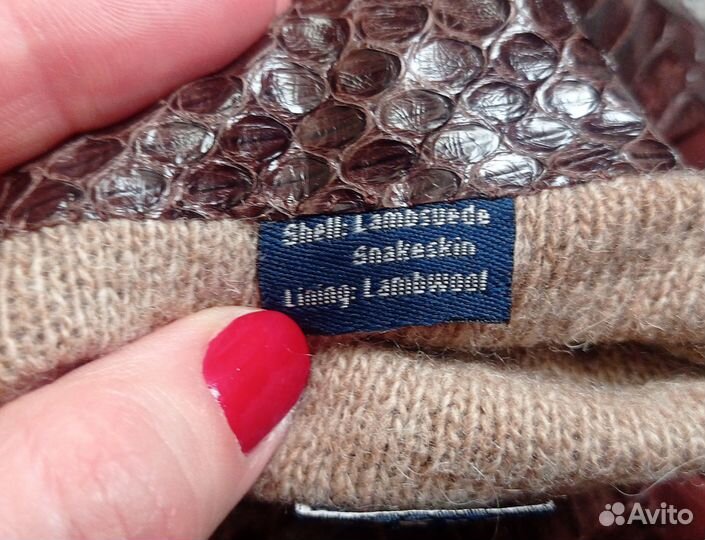 Shell: Lambsuede
Snakeskin
Lining: Lambwool
Avito